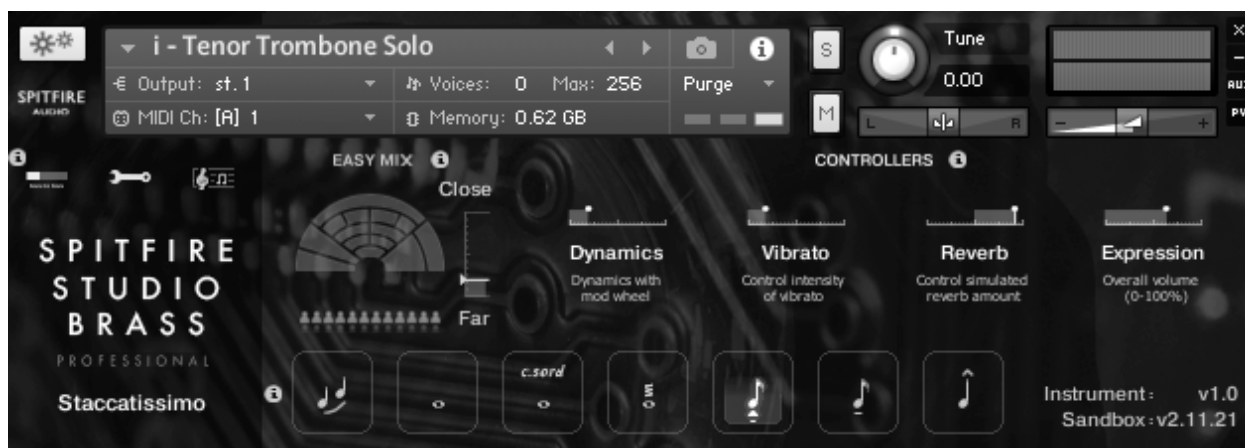 i - Tenor Trombone Solo
S
Tune
0.00
SPITFIRE
AUDIO
Output: st.1
Voices: 0 Max: 256
Purge
MIDI Ch: [A] 1
Memory: 0.62 GB
M
L
R
-
+
×
-
AUX
PV
EASY MIX
CONTROLLERS
Close
Far
SPITFIRE
STUDIO
BRASS
PROFESSIONAL
Staccatissimo
Dynamics
Dynamics with
mod wheel
Vibrato
Control intensity
of vibrato
Reverb
Control simulated
reverb amount
Expression
Overall volume
(0-100%)
c.sord
Instrument: v1.0
Sandbox:v2.11.21